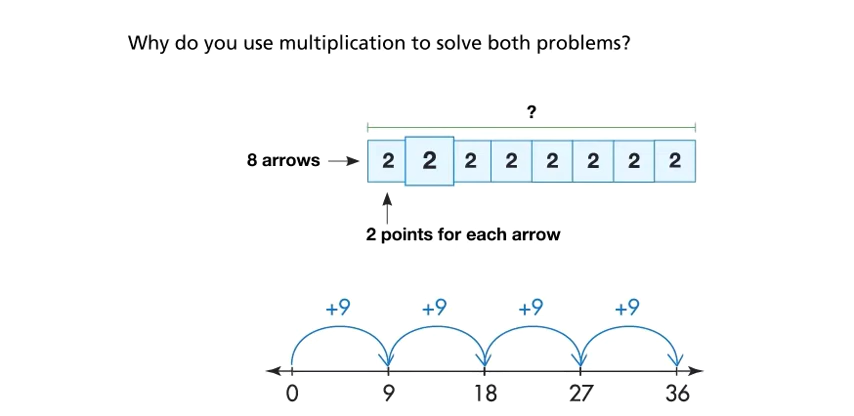 Why do you use multiplication to solve both problems?
?
8 arrows 2 2 2 2 2 2 2 2
2 points for each arrow
+9 +9 +9 +9
0 9 18 27 36